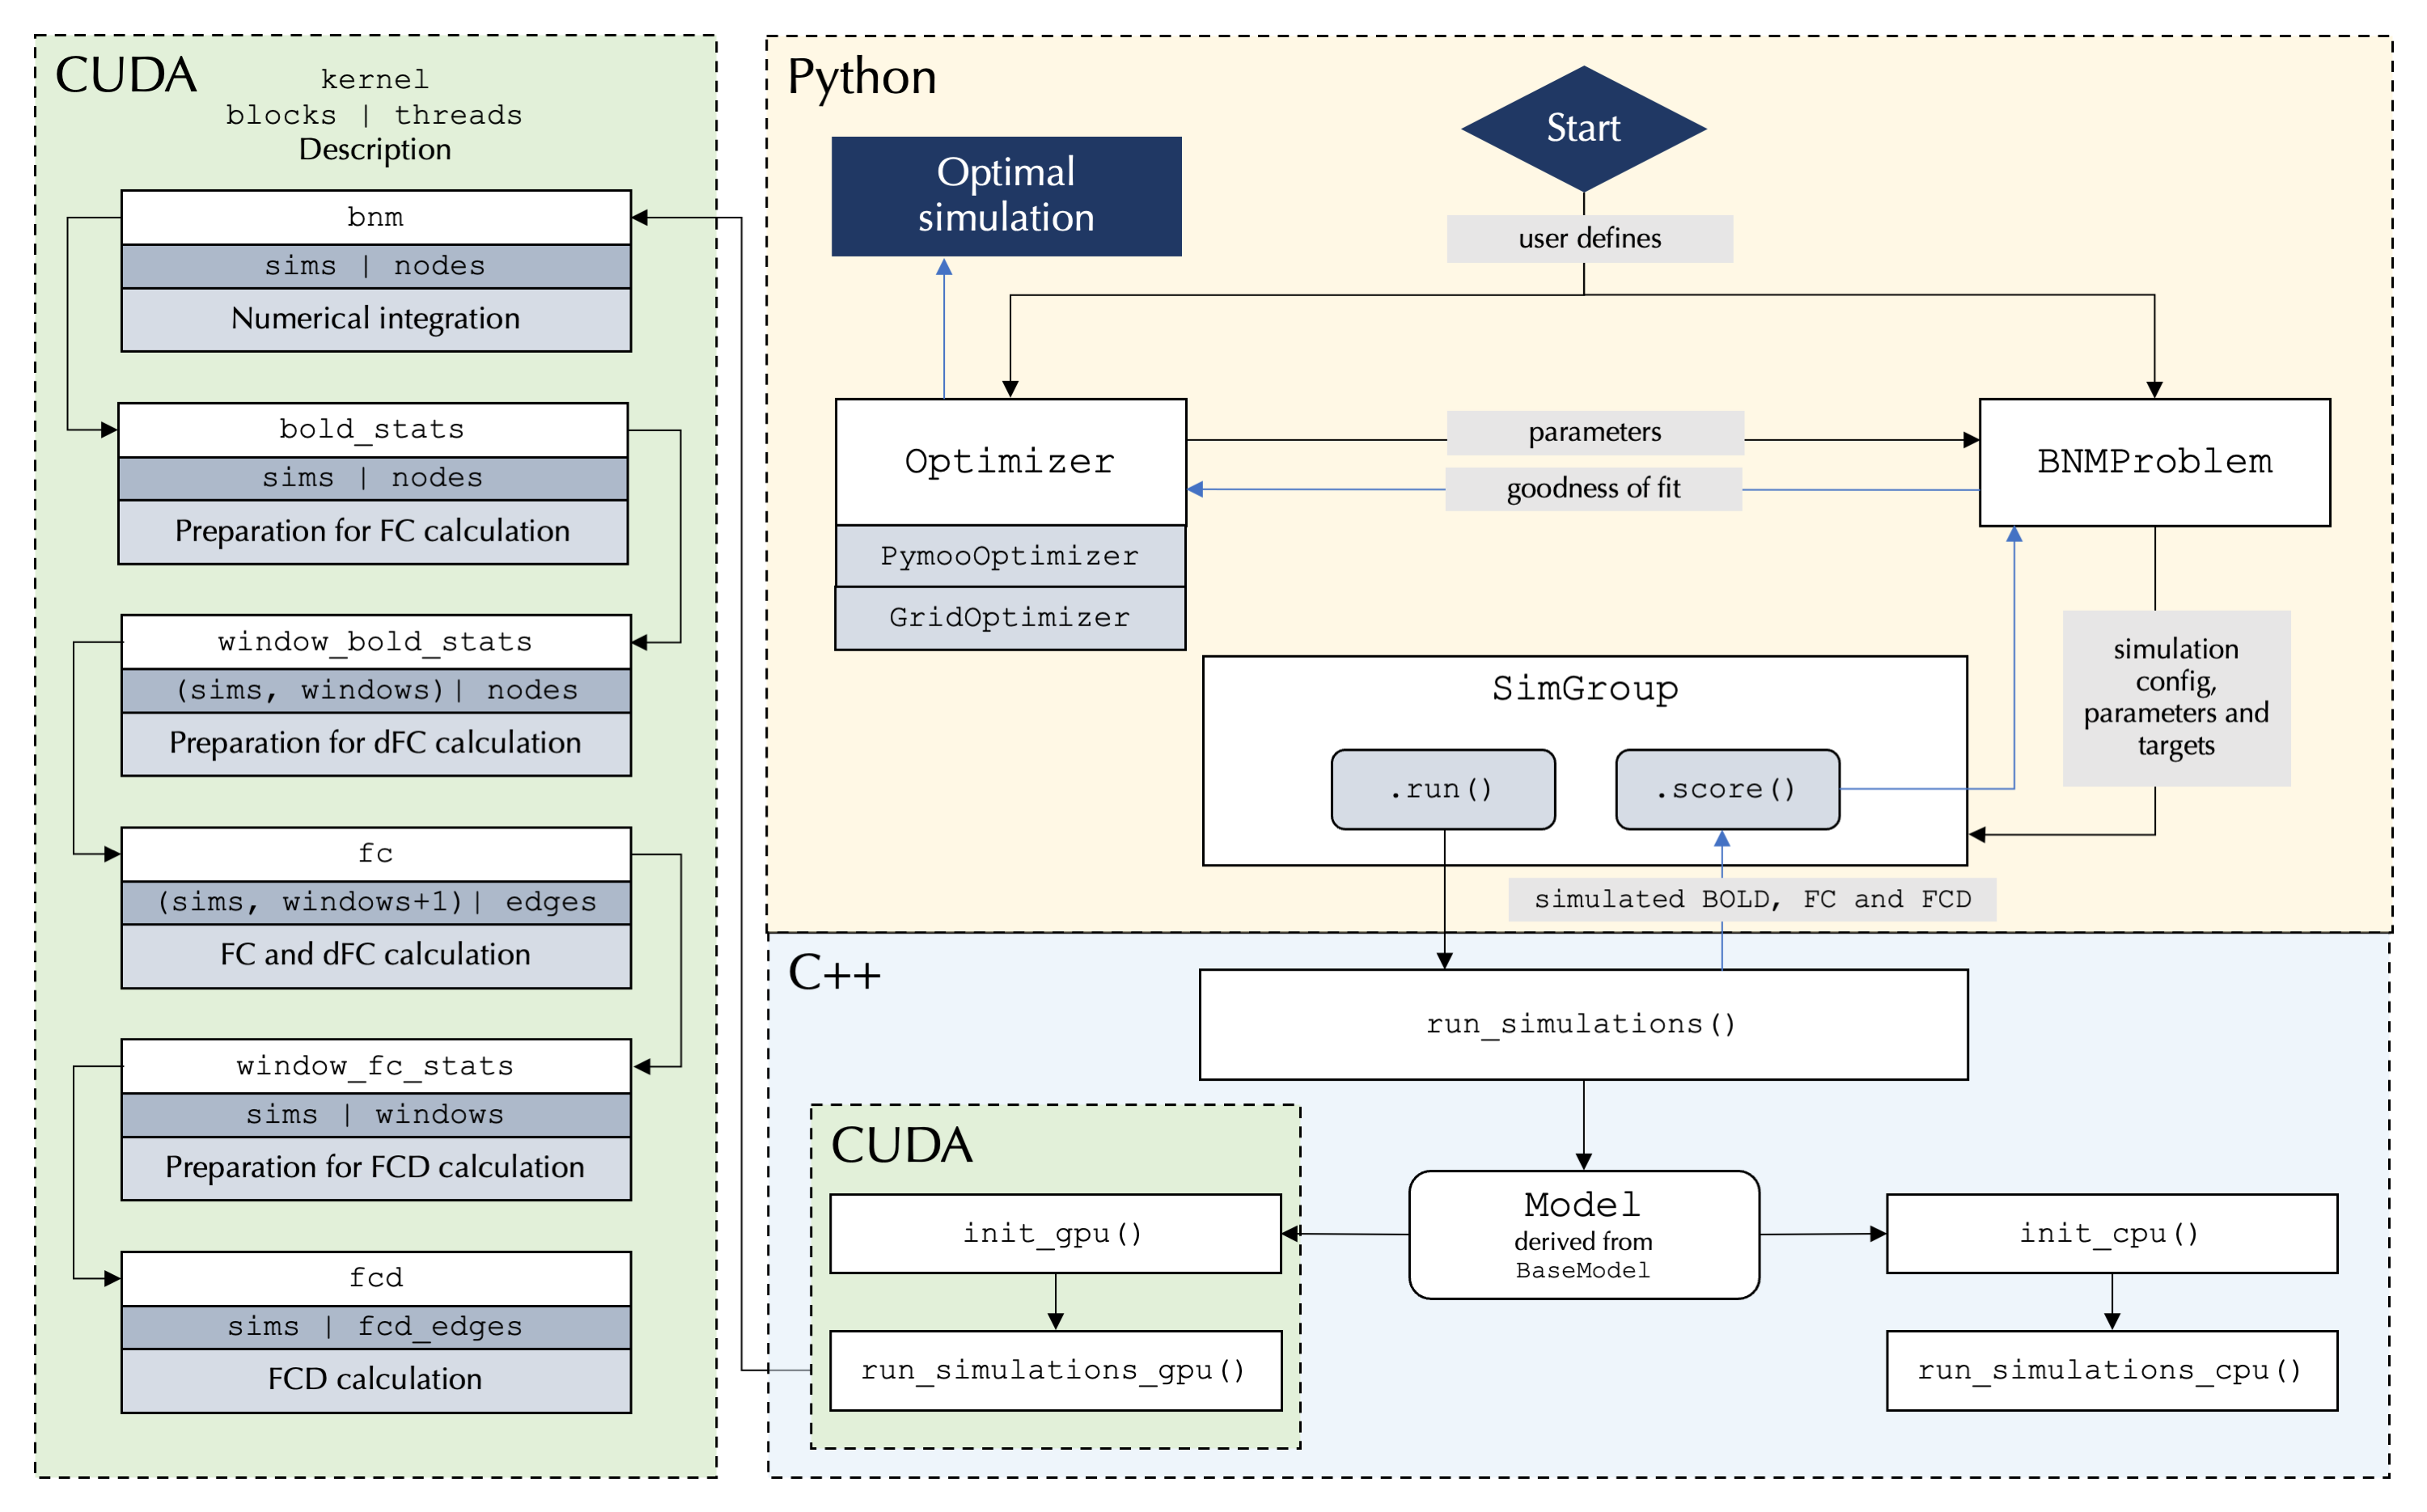 CUDA
kernel
blocks | threads
Description
bnm
sims | nodes
Numerical integration
bold_stats
sims | nodes
Preparation for FC calculation
window_bold_stats
(sims, windows)| nodes
Preparation for dFC calculation
fc
(sims, windows+1)| edges
FC and dFC calculation
window_fc_stats
sims | windows
Preparation for FCD calculation
fcd
sims | fcd_edges
FCD calculation
Python
Start
Optimal
simulation
user defines
Optimizer
PymooOptimizer
GridOptimizer
parameters
goodness of fit
BNMProblem
simulation
config,
parameters and
targets
SimGroup
.run()
.score()
simulated BOLD, FC and FCD
C++
run_simulations()
CUDA
init_gpu()
run_simulations_gpu()
Model
derived from
BaseModel
init_cpu()
run_simulations_cpu()